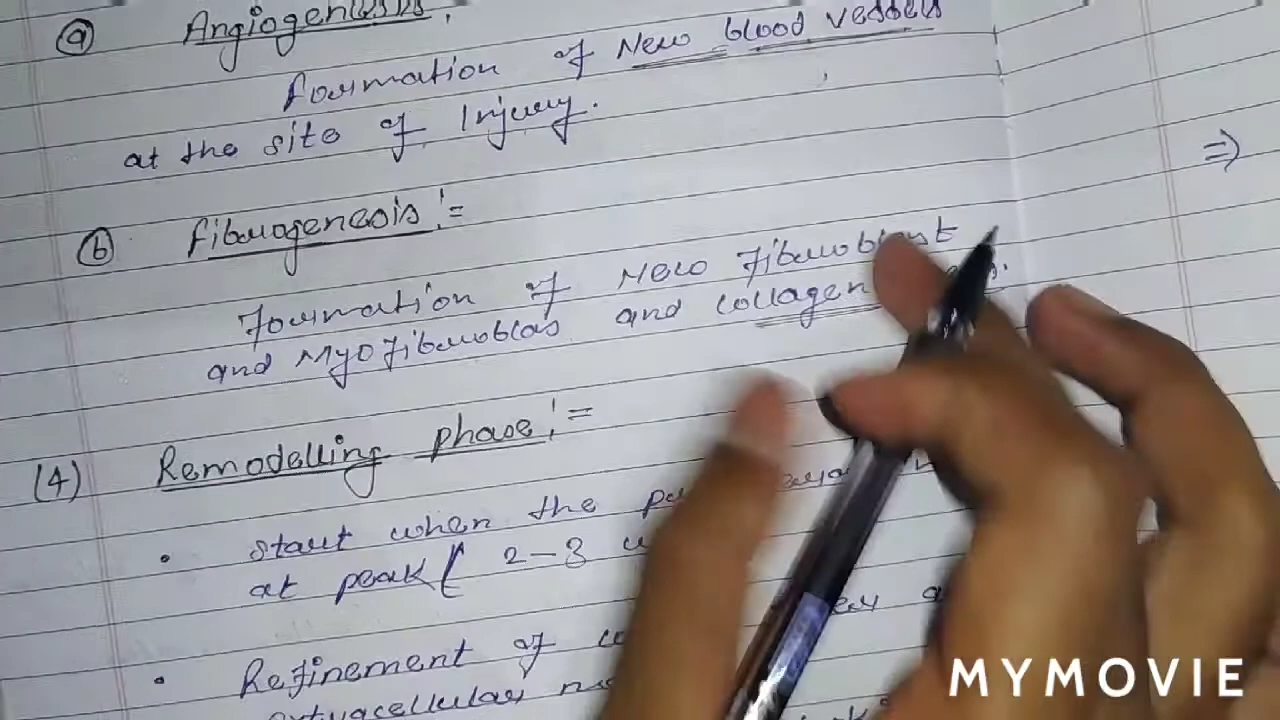 (a) Angiogenesis:
Formation of New blood vessels
at the site of Injury.
=)
(b) Fibrogenesis:=
Formation of New Fibroblast
and Myofibroblas and collagen
(4) Remodelling phase:=
• start when the
at peak ( 2-3
• Refinement of
extracellular
MYMOVIE